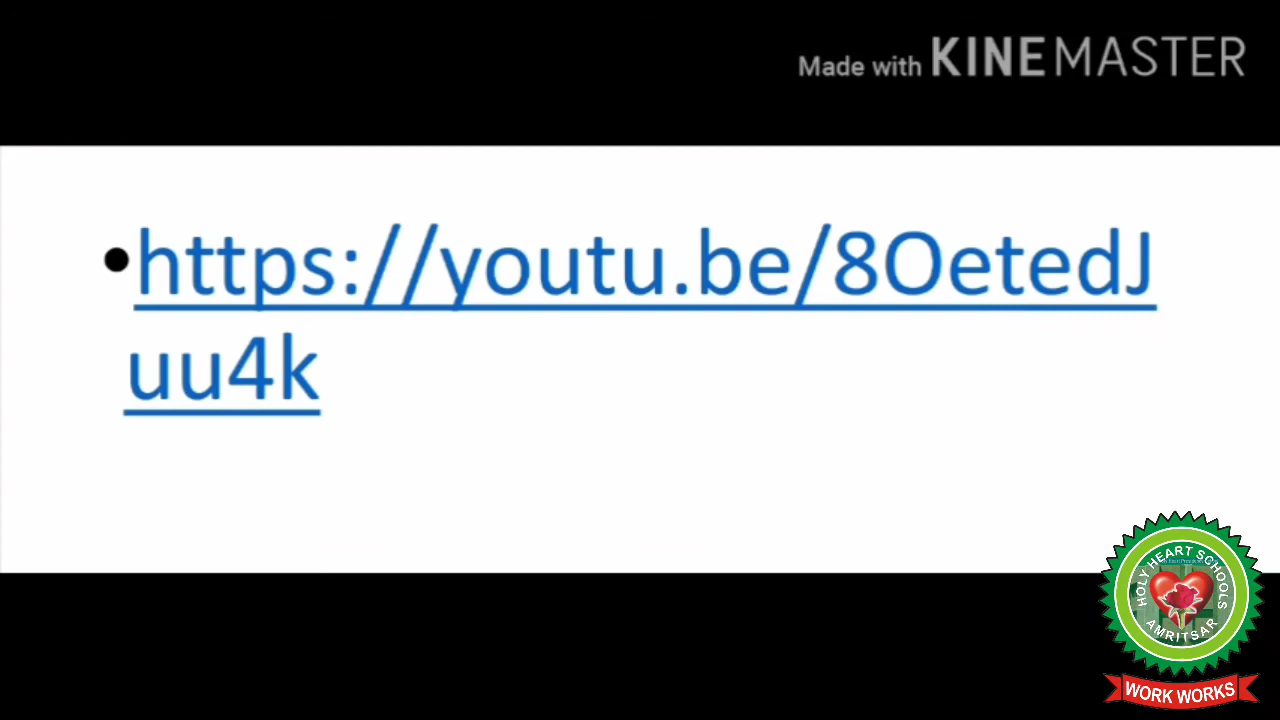 Made with KINEMASTER
•https://youtu.be/8OetedJ
uu4k
HOLY HEART SCHOOLS
AMRITSAR
WORK WORKS